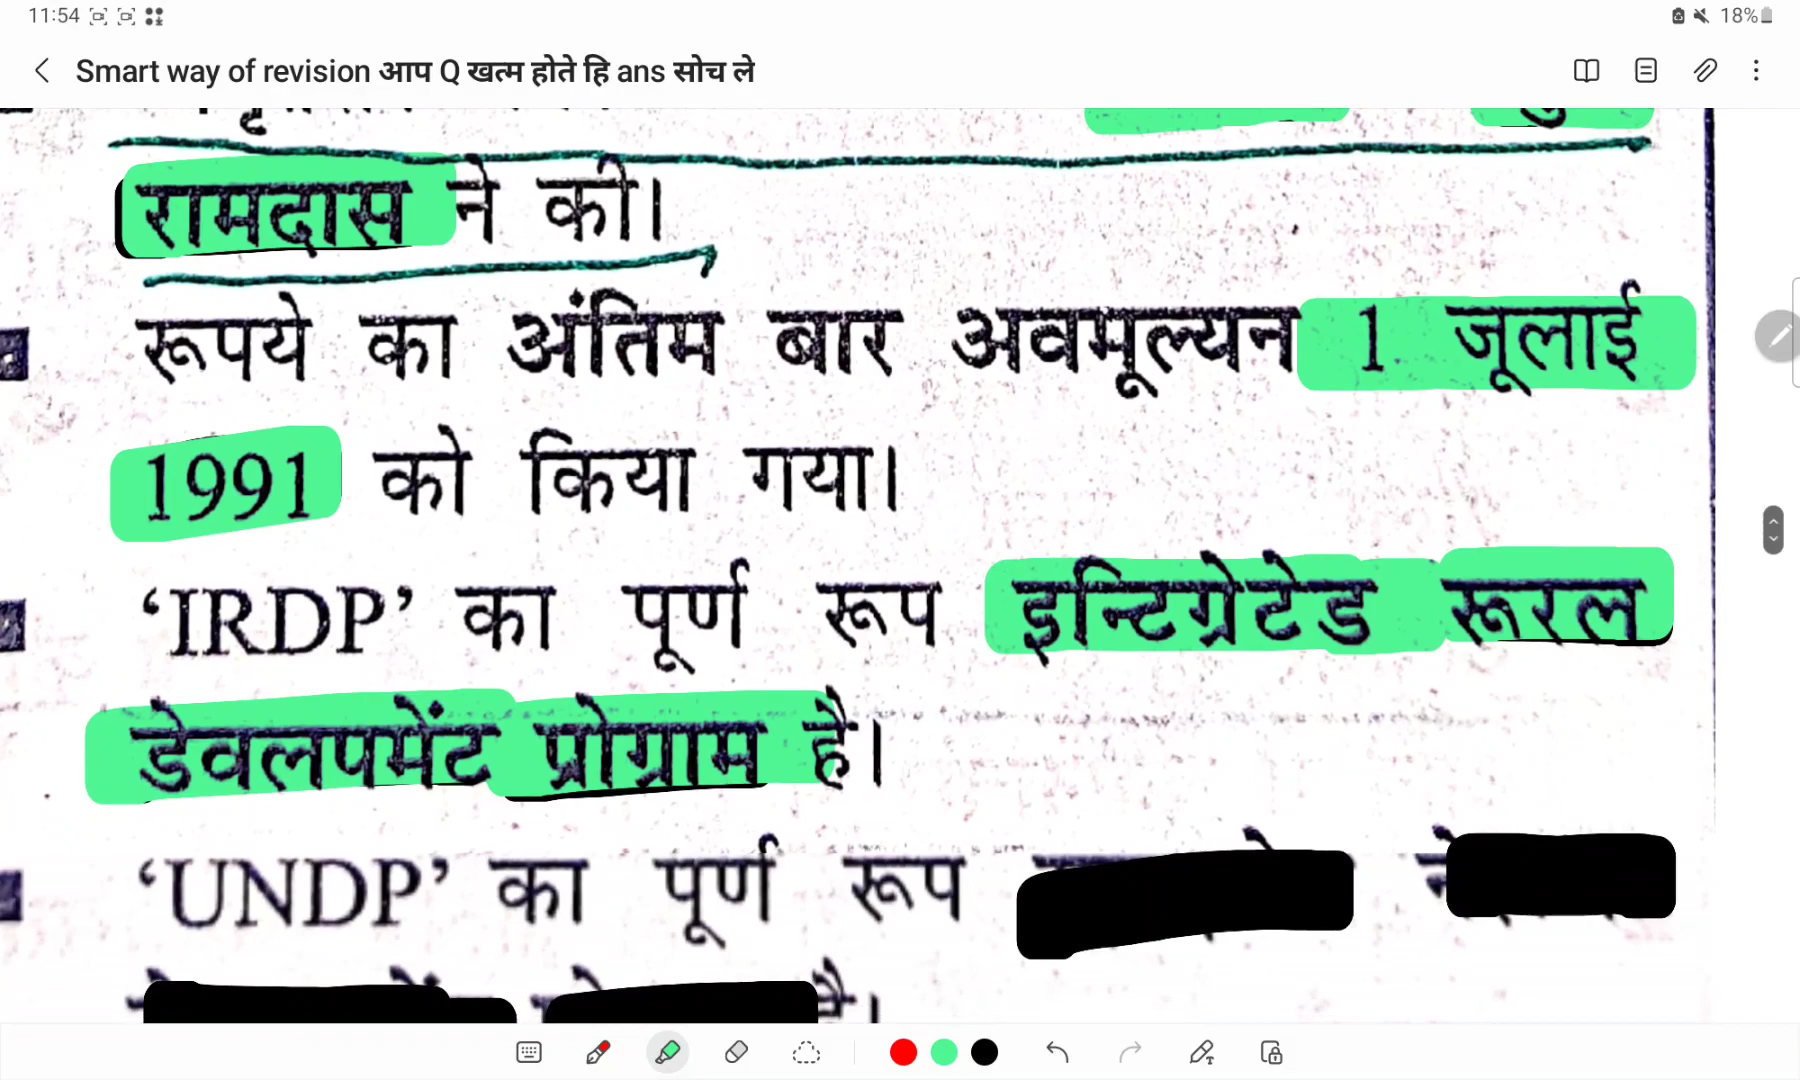 11:54 18%
Smart way of revision आप Q खत्म होते हि ans सोच ले
रामदास ने की।
रूपये का अंतिम बार अवमूल्यन 1 जूलाई
1991 को किया गया।
‘IRDP’ का पूर्ण रूप इन्टिग्रेटेड रूरल
डेवलपमेंट प्रोग्राम है।
‘UNDP’ का पूर्ण रूप
है।